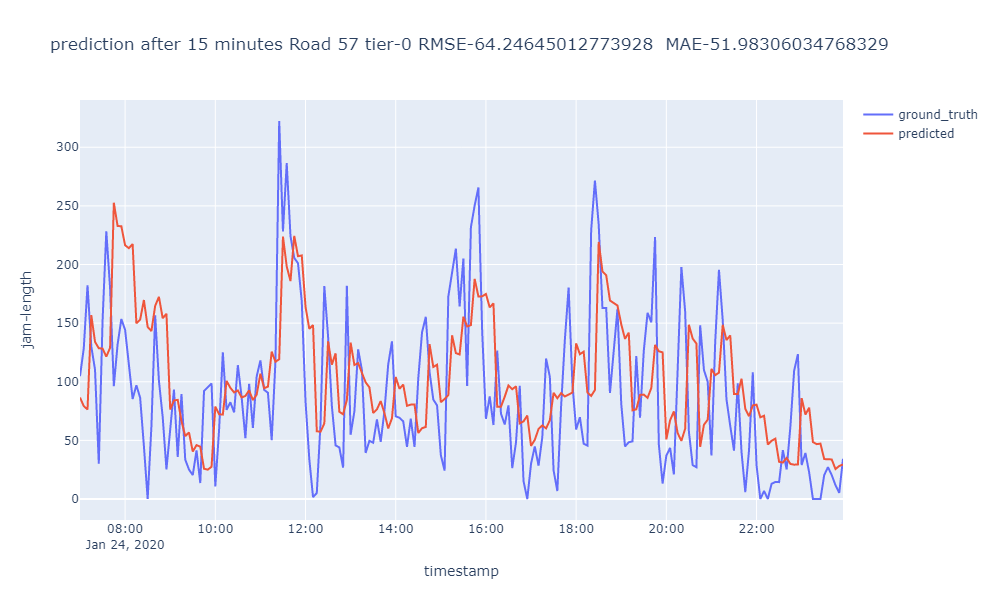 prediction after 15 minutes Road 57 tier-0 RMSE-64.24645012773928  MAE-51.98306034768329
ground_truth
predicted
300
250
200
150
100
50
0
jam-length
08:00 10:00 12:00 14:00 16:00 18:00 20:00 22:00
Jan 24, 2020
timestamp